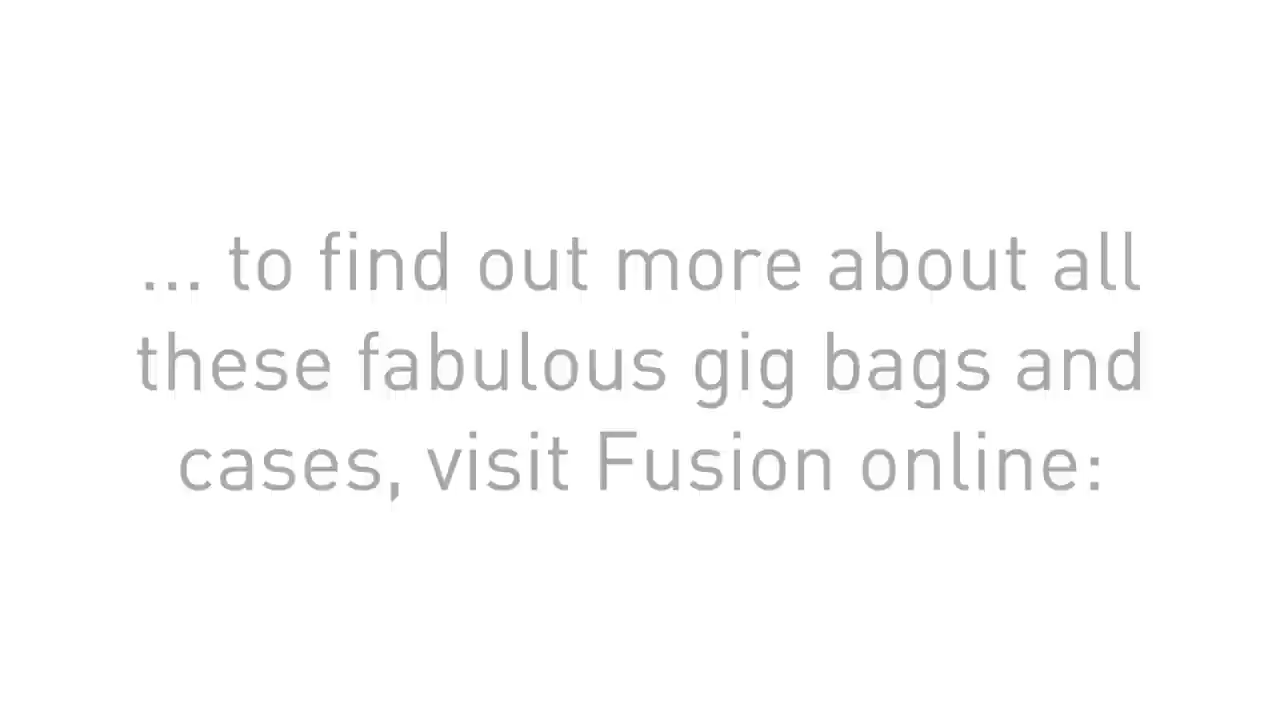 ... to find out more about all
these fabulous gig bags and
cases, visit Fusion online: